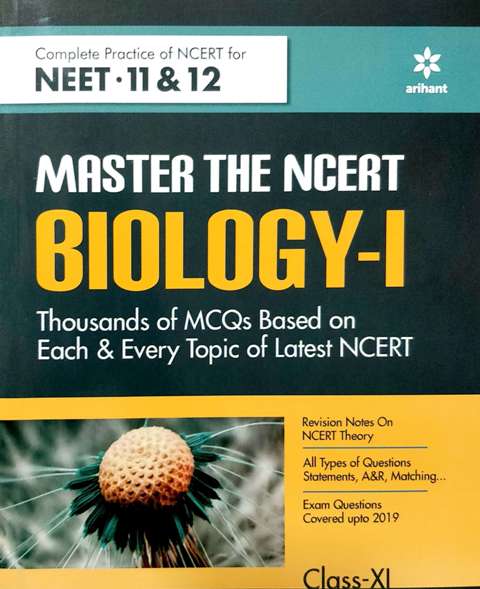 Complete Practice of NCERT for
NEET · 11 & 12
arihant
MASTER THE NCERT
BIOLOGY-I
Thousands of MCQs Based on
Each & Every Topic of Latest NCERT
Revision Notes On
NCERT Theory
All Types of Questions
Statements, A&R, Matching...
Exam Questions
Covered upto 2019
Class-XI